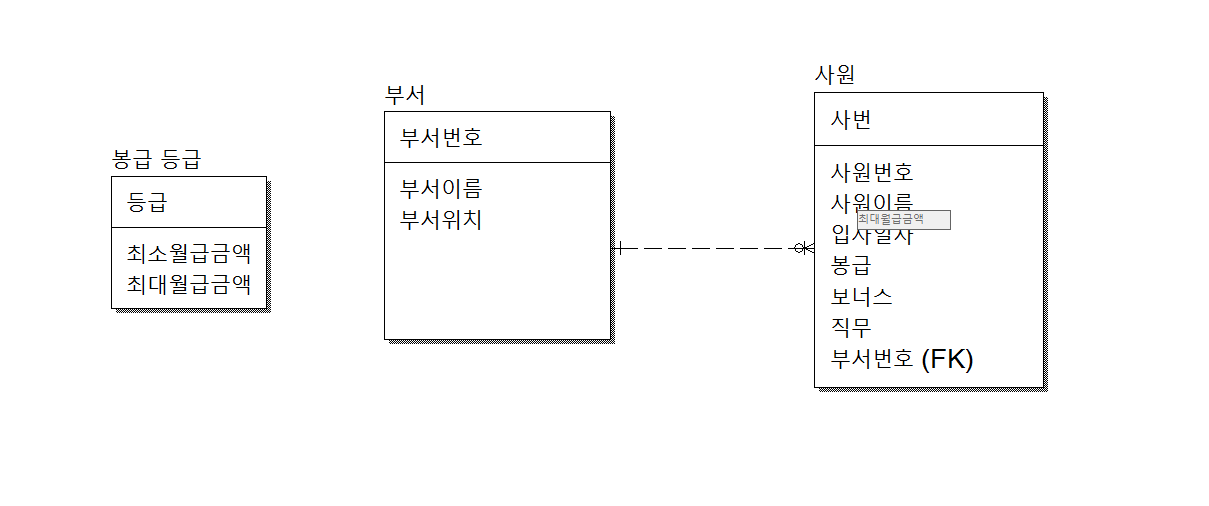 봉급 등급
등급
최소월급금액
최대월급금액
부서
부서번호
부서이름
부서위치
사원
사번
사원번호
사원이름
최대월급금액
입사일자
봉급
보너스
직무
부서번호 (FK)